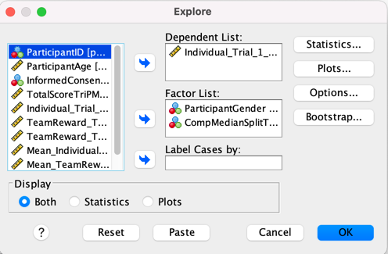 Explore
ParticipantID [p...
ParticipantAge [...
InformedConsen...
TotalScoreTriPM...
Individual_Trial_...
TeamReward_T...
TeamReward_T...
Mean_Individual...
Mean_TeamRew...
Dependent List:
Individual_Trial_1_...
Factor List:
ParticipantGender ...
CompMedianSplitT...
Label Cases by:
Statistics...
Plots...
Options...
Bootstrap...
Display
Both
Statistics
Plots
?
Reset
Paste
Cancel
OK